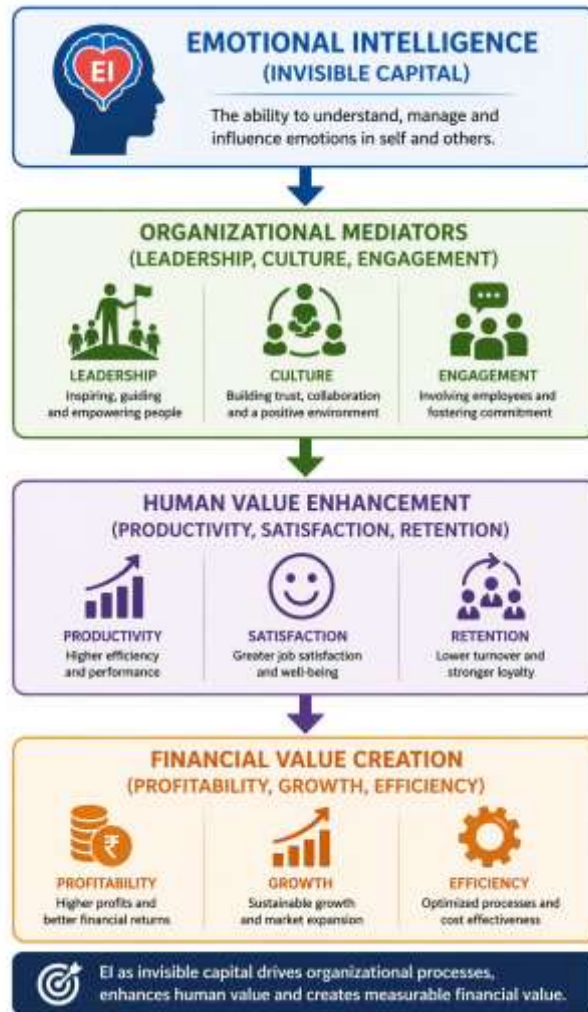 EI
EMOTIONAL INTELLIGENCE
(INVISIBLE CAPITAL)
The ability to understand, manage and
influence emotions in self and others.
ORGANIZATIONAL MEDIATORS
(LEADERSHIP, CULTURE, ENGAGEMENT)
LEADERSHIP
Inspiring, guiding
and empowering people
CULTURE
Building trust, collaboration
and a positive environment
ENGAGEMENT
Involving employees and
fostering commitment
HUMAN VALUE ENHANCEMENT
(PRODUCTIVITY, SATISFACTION, RETENTION)
PRODUCTIVITY
Higher efficiency
and performance
SATISFACTION
Greater job satisfaction
and well-being
RETENTION
Lower turnover and
stronger loyalty
FINANCIAL VALUE CREATION
(PROFITABILITY, GROWTH, EFFICIENCY)
₹
PROFITABILITY
Higher profits and
better financial returns
GROWTH
Sustainable growth
and market expansion
EFFICIENCY
Optimized processes and
cost effectiveness
EI as invisible capital drives organizational processes,
enhances human value and creates measurable financial value.